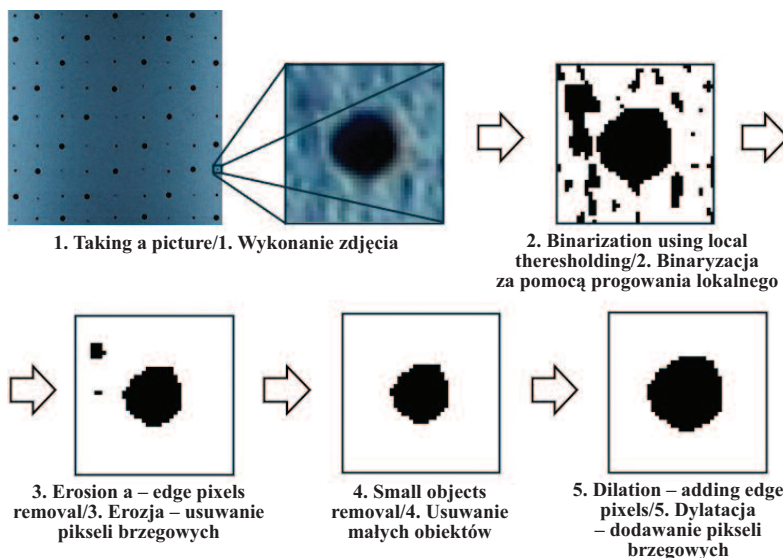 1. Taking a picture/1. Wykonanie zdjęcia
2. Binarization using local
theresholding/2. Binaryzacja
za pomocą progowania lokalnego
3. Erosion a – edge pixels
removal/3. Erozja – usuwanie
pikseli brzegowych
4. Small objects
removal/4. Usuwanie
małych obiektów
5. Dilation – adding edge
pixels/5. Dylatacja
– dodawanie pikseli
brzegowych